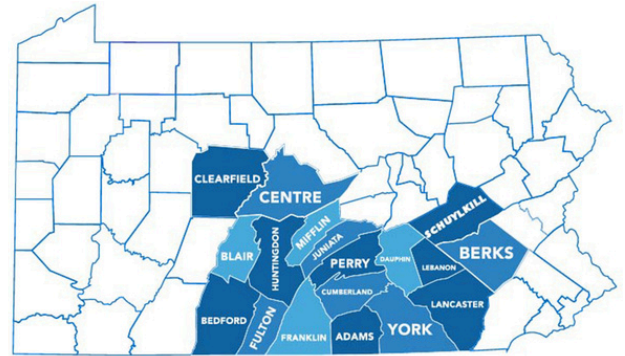 CLEARFIELD
CENTRE
SCHUYLKILL
MIFFLIN
JUNIATA
BLAIR
HUNTINGDON
PERRY
DAUPHIN
BERKS
LEBANON
CUMBERLAND
LANCASTER
BEDFORD
FULTON
FRANKLIN
ADAMS
YORK